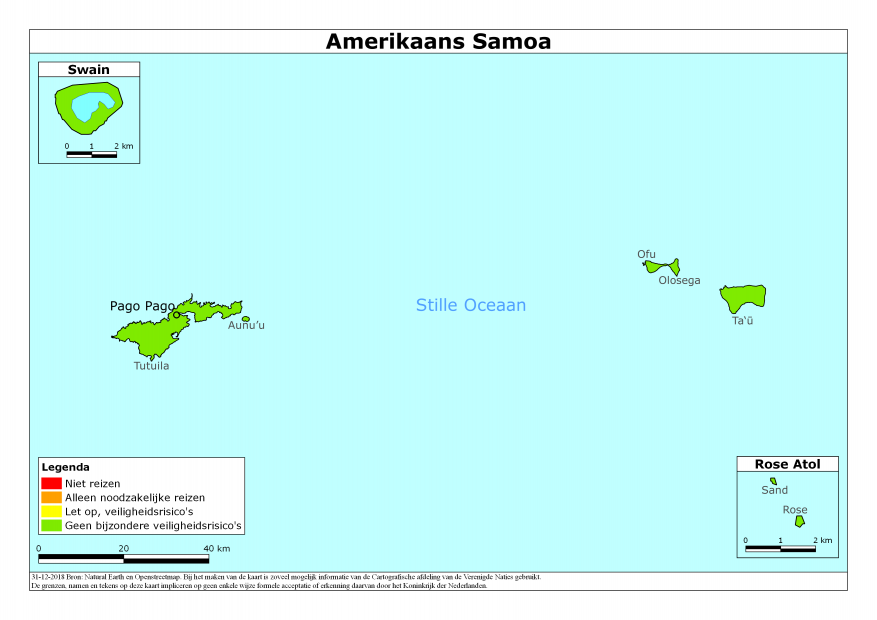 Amerikaans Samoa
Swain
0 1 2 km
Ofu
Olosega
Ta'ū
Pago Pago
Stille Oceaan
Aunu'u
Tutuila
Legenda
Niet reizen
Alleen noodzakelijke reizen
Let op, veiligheidsrisico's
Geen bijzondere veiligheidsrisico's
0 20 40 km
Rose Atol
Sand
Rose
0 1 2 km
31-12-2018 Bron: Natural Earth en Openstreetmap. Bij het maken van de kaart is zoveel mogelijk informatie van de Cartografische afdeling van de Verenigde Naties gebruikt.
De grenzen, namen en tekens op deze kaart impliceren op geen enkele wijze formele acceptatie of erkenning daarvan door het Koninkrijk der Nederlanden.